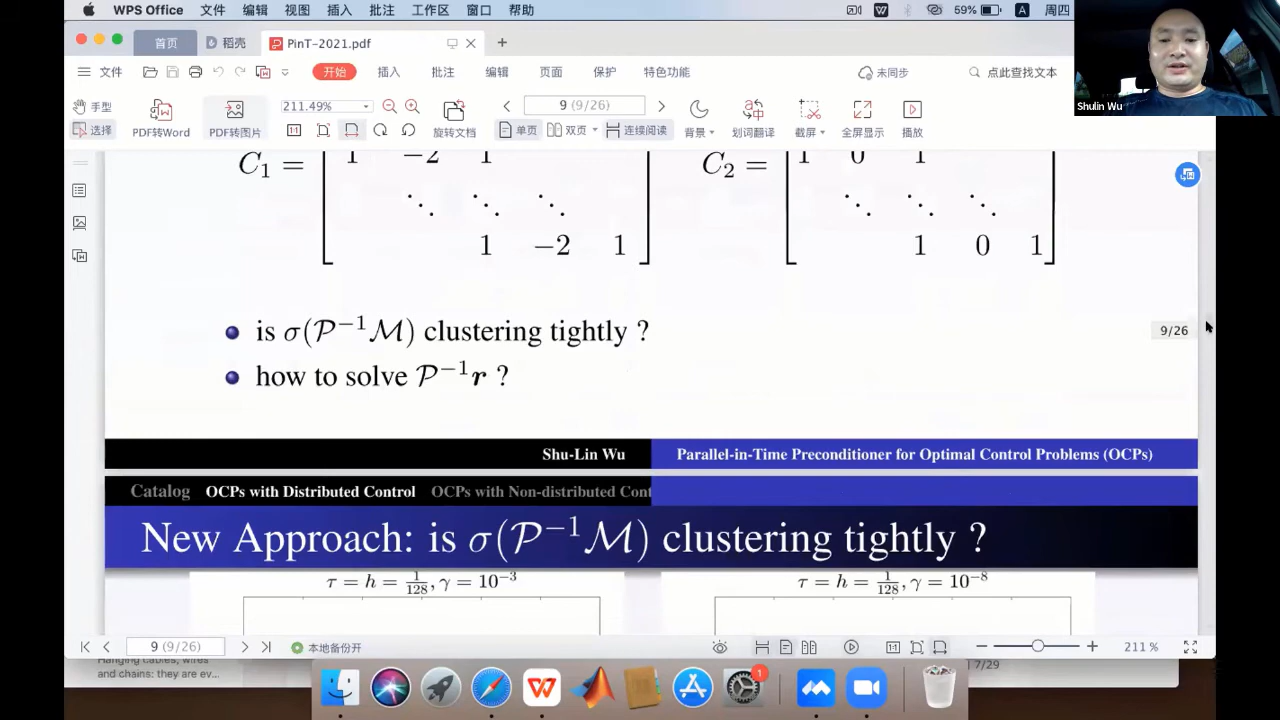 WPS Office 文件 编辑 视图 插入 批注 工作区 窗口 帮助 59% A 周四
首页 稻壳 PinT-2021.pdf
文件 开始 插入 批注 编辑 页面 保护 特色功能 未同步 点此查找文本
手型 选择 PDF转Word PDF转图片 211.49% 旋转文档 9 (9/26) 单页 双页 连续阅读 背景 划词翻译 截屏 全屏显示 播放
Shulin Wu
C₁ = 1 −2 1 ⋱ ⋱ ⋱ 1 −2 1
C₂ = 1 0 1 ⋱ ⋱ ⋱ 1 0 1
is σ(𝒫⁻¹ℳ) clustering tightly ?
9/26
how to solve 𝒫⁻¹r ?
Shu-Lin Wu Parallel-in-Time Preconditioner for Optimal Control Problems (OCPs)
Catalog OCPs with Distributed Control OCPs with Non-distributed Cont
New Approach: is σ(𝒫⁻¹ℳ) clustering tightly ?
τ = h = 1/128, γ = 10⁻³
τ = h = 1/128, γ = 10⁻⁸
9 (9/26) 本地备份开 211 %
Hanging cables, wires
and chains: they are ev...
7/29
1